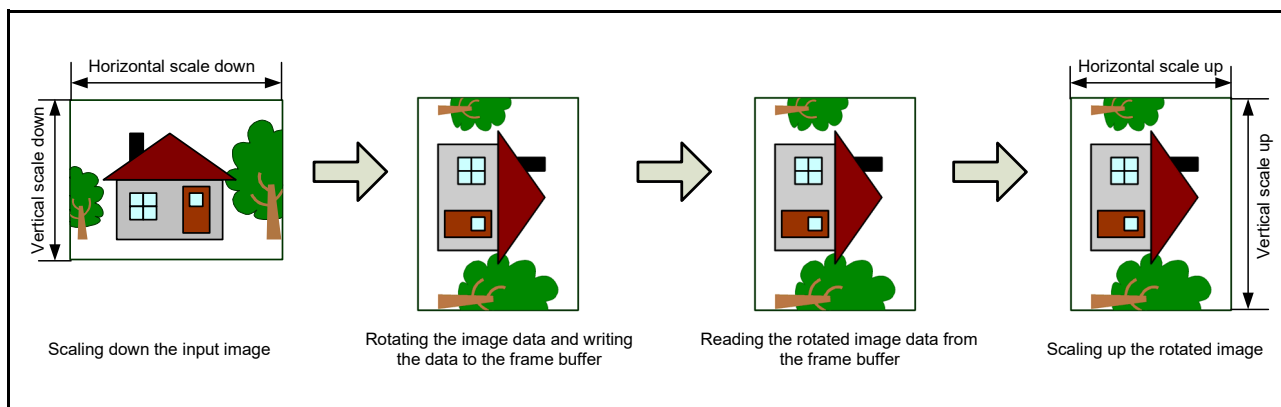 Horizontal scale down
Vertical scale down
Scaling down the input image
Rotating the image data and writing
the data to the frame buffer
Reading the rotated image data from
the frame buffer
Horizontal scale up
Vertical scale up
Scaling up the rotated image